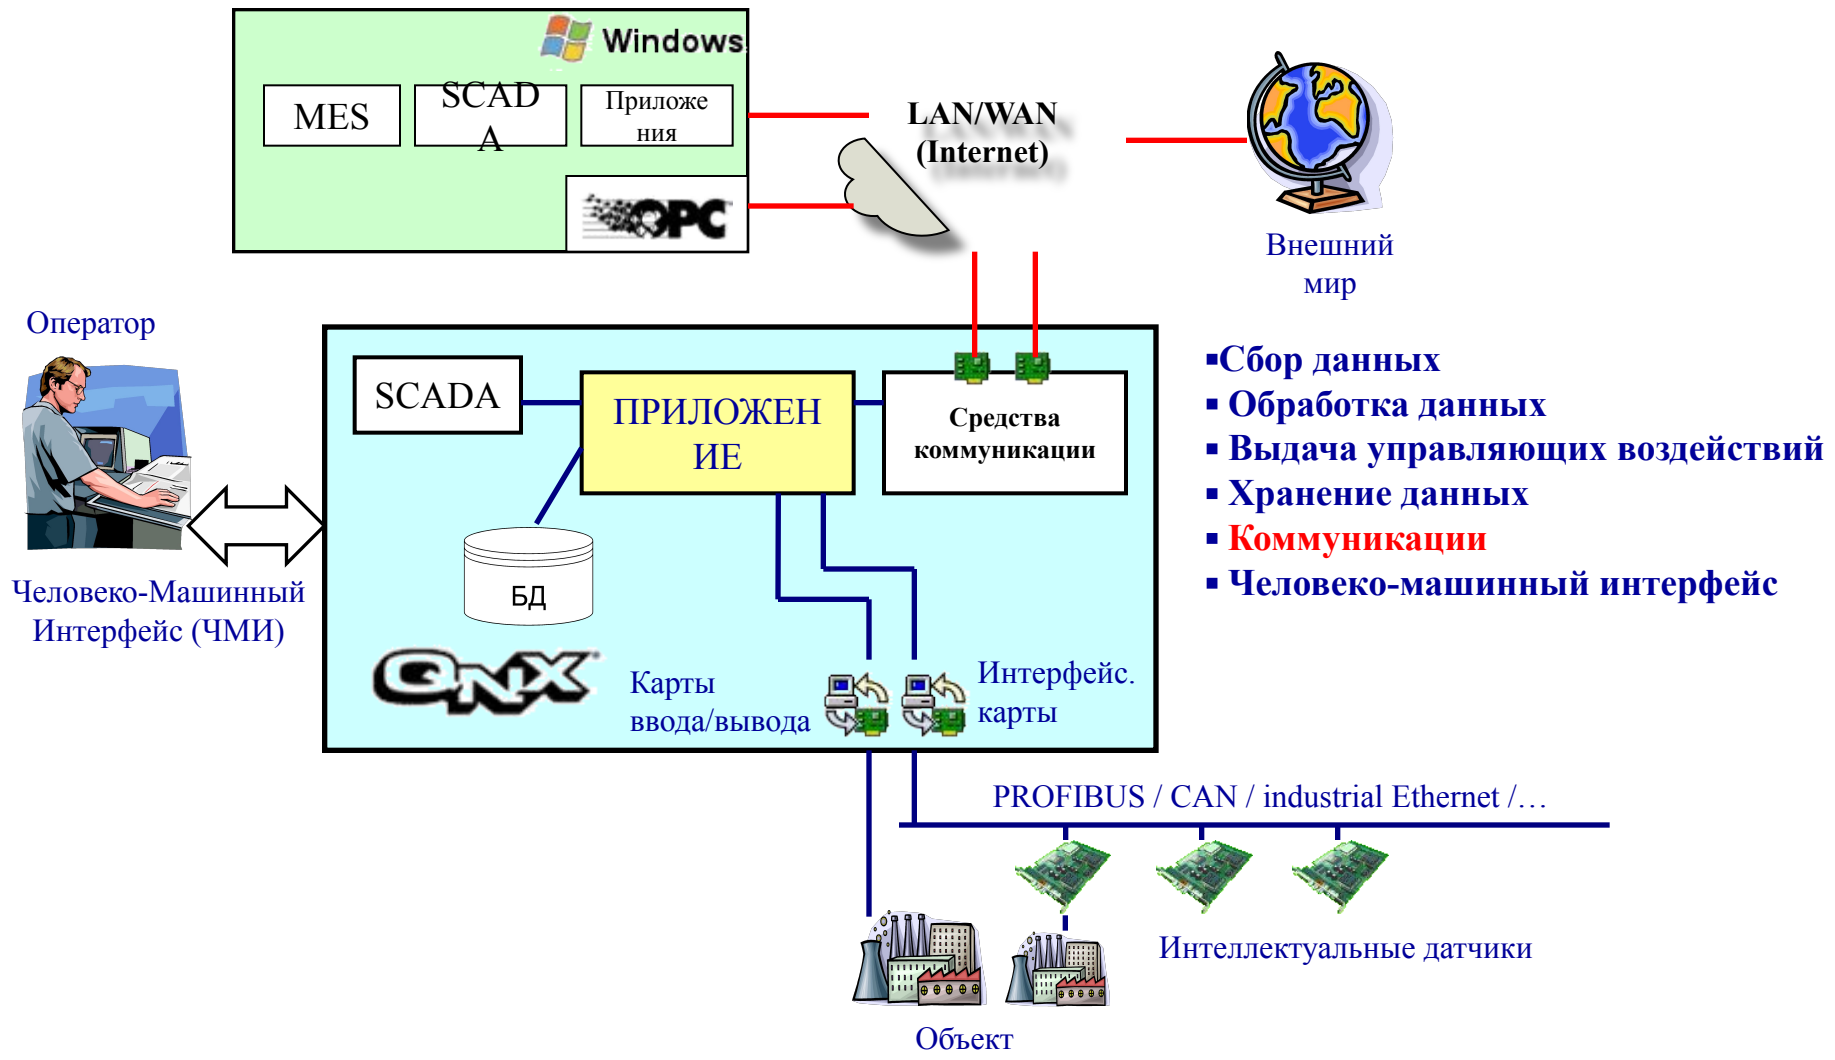 Windows
MES
SCAD
A
Приложе
ния
OPC
LAN/WAN
(Internet)
Внешний
мир
Оператор
SCADA
ПРИЛОЖЕН
ИЕ
Средства
коммуникации
▪Сбор данных
▪ Обработка данных
▪ Выдача управляющих воздействий
▪ Хранение данных
▪ Коммуникации
▪ Человеко-машинный интерфейс
БД
Человеко-Машинный
Интерфейс (ЧМИ)
QNX
Карты
ввода/вывода
Интерфейс.
карты
PROFIBUS / CAN / industrial Ethernet /…
Интеллектуальные датчики
Объект